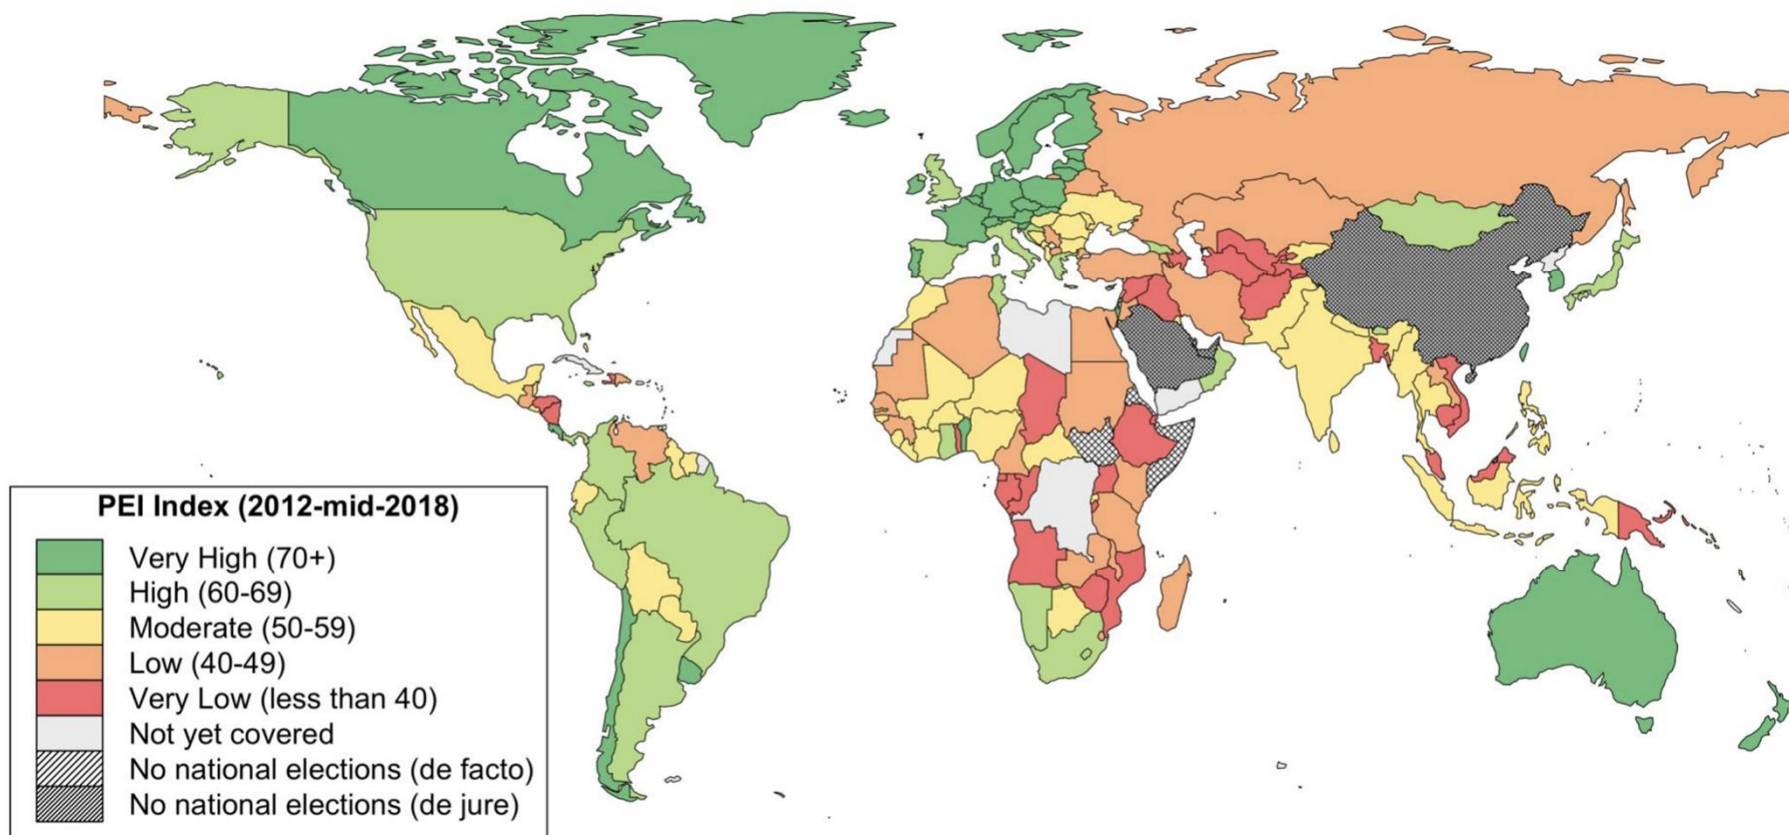 PEI Index (2012-mid-2018)
Very High (70+)
High (60-69)
Moderate (50-59)
Low (40-49)
Very Low (less than 40)
Not yet covered
No national elections (de facto)
No national elections (de jure)